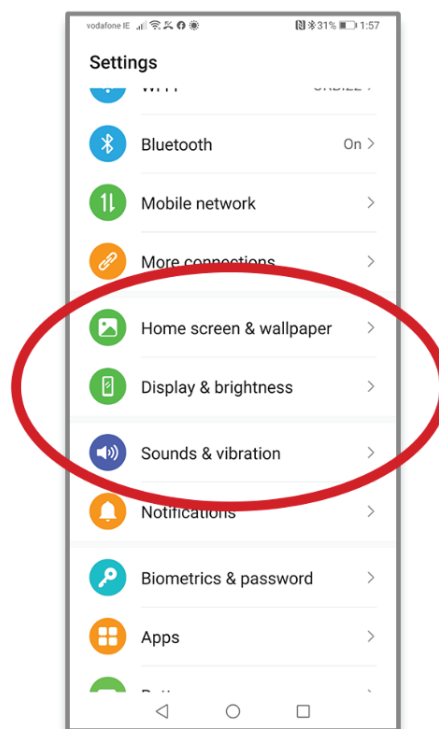 vodafone IE 31% 1:57
Settings
Bluetooth On
Mobile network
More connections
Home screen & wallpaper
Display & brightness
Sounds & vibration
Notifications
Biometrics & password
Apps